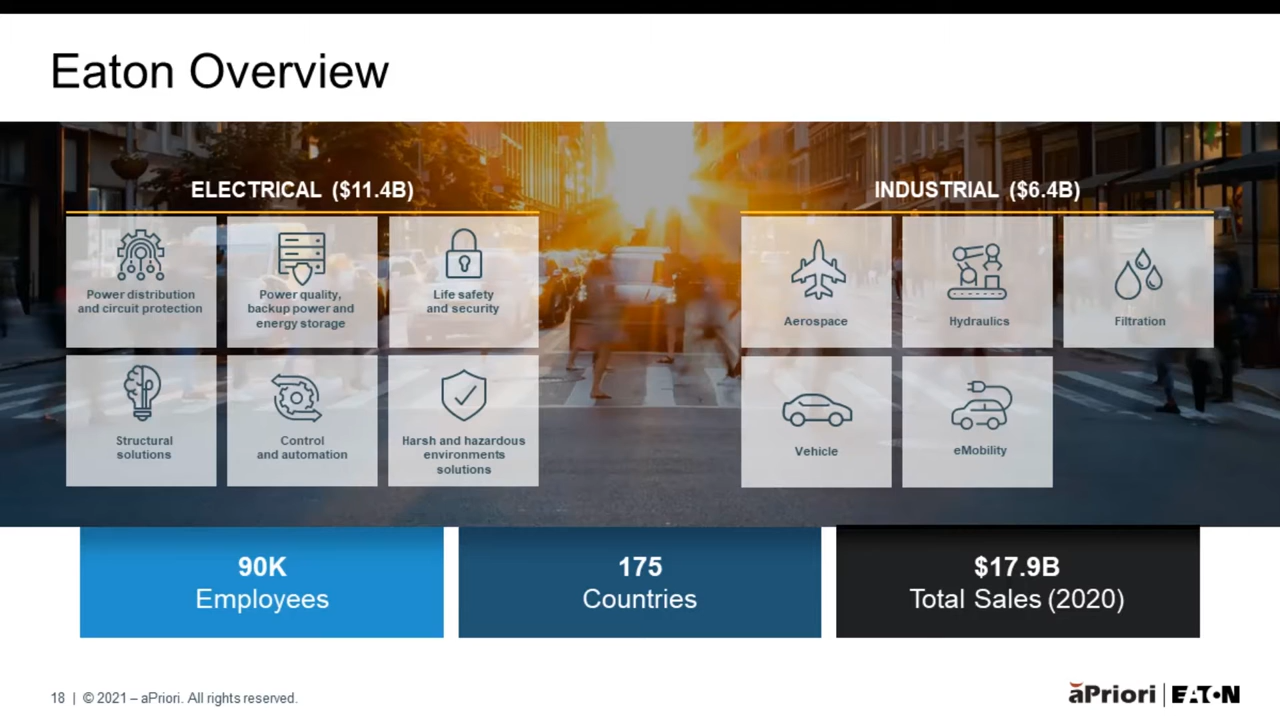 Eaton Overview
ELECTRICAL ($11.4B)
Power distribution
and circuit protection
Power quality,
backup power and
energy storage
Life safety
and security
Structural
solutions
Control
and automation
Harsh and hazardous
environments
solutions
INDUSTRIAL ($6.4B)
Aerospace
Hydraulics
Filtration
Vehicle
eMobility
90K
Employees
175
Countries
$17.9B
Total Sales (2020)
18 | © 2021 – aPriori. All rights reserved.
aPriori | EATON